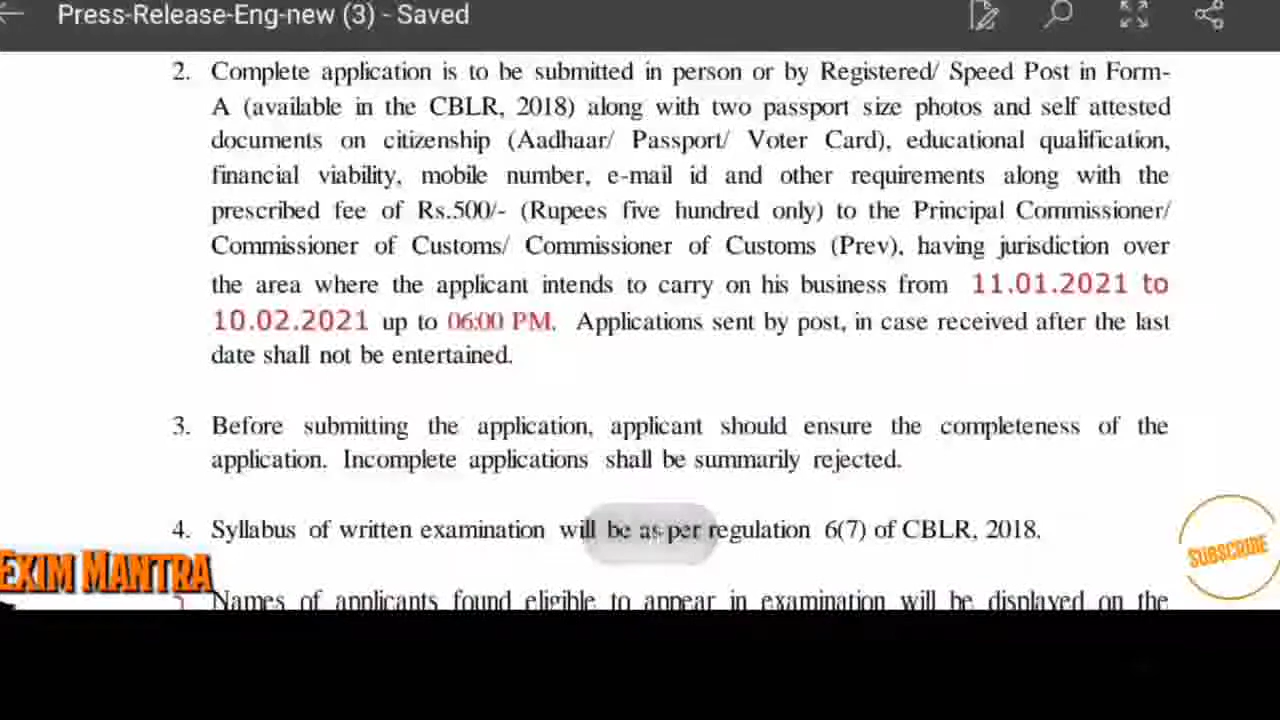 Press-Release-Eng-new (3) - Saved
2. Complete application is to be submitted in person or by Registered/ Speed Post in Form-
A (available in the CBLR, 2018) along with two passport size photos and self attested
documents on citizenship (Aadhaar/ Passport/ Voter Card), educational qualification,
financial viability, mobile number, e-mail id and other requirements along with the
prescribed fee of Rs.500/- (Rupees five hundred only) to the Principal Commissioner/
Commissioner of Customs/ Commissioner of Customs (Prev), having jurisdiction over
the area where the applicant intends to carry on his business from 11.01.2021 to
10.02.2021 up to 06:00 PM. Applications sent by post, in case received after the last
date shall not be entertained.
3. Before submitting the application, applicant should ensure the completeness of the
application. Incomplete applications shall be summarily rejected.
4. Syllabus of written examination will be as per regulation 6(7) of CBLR, 2018.
SUBSCRIBE
EXIM MANTRA
Names of applicants found eligible to appear in examination will be displayed on the